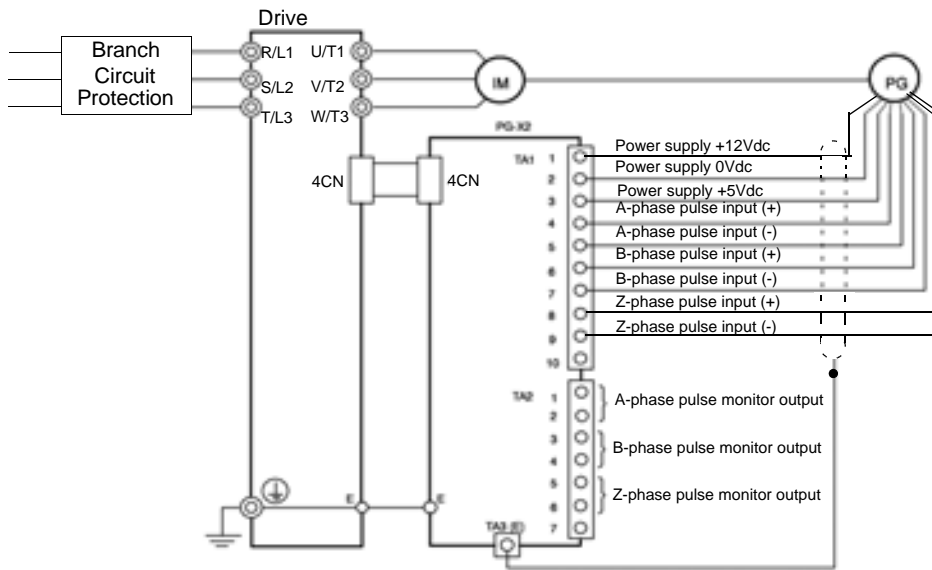 Drive
Branch
Circuit
Protection
R/L1 U/T1
S/L2 V/T2
T/L3 W/T3
IM
PG
PG-X2
4CN
4CN
TA1
1 Power supply +12Vdc
2 Power supply 0Vdc
3 Power supply +5Vdc
4 A-phase pulse input (+)
5 A-phase pulse input (-)
6 B-phase pulse input (+)
7 B-phase pulse input (-)
8 Z-phase pulse input (+)
9 Z-phase pulse input (-)
10
TA2
1
2
A-phase pulse monitor output
3
4
B-phase pulse monitor output
5
6
Z-phase pulse monitor output
7
E
E
TA3 (E)